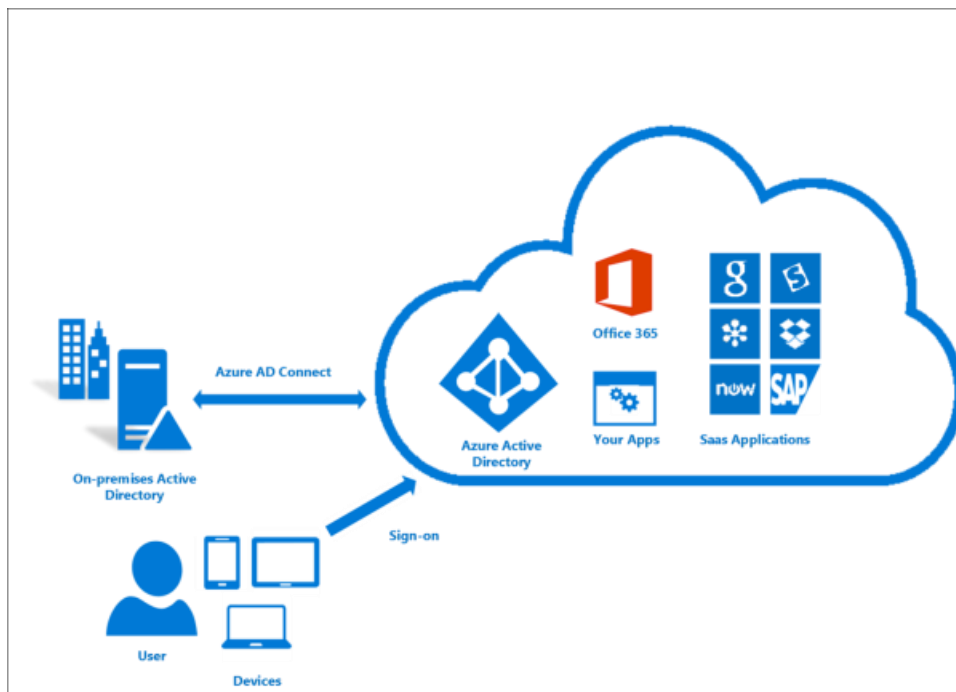 Office 365
g
S
now
SAP
Azure AD Connect
Azure Active
Directory
Your Apps
Saas Applications
On-premises Active
Directory
Sign-on
User
Devices